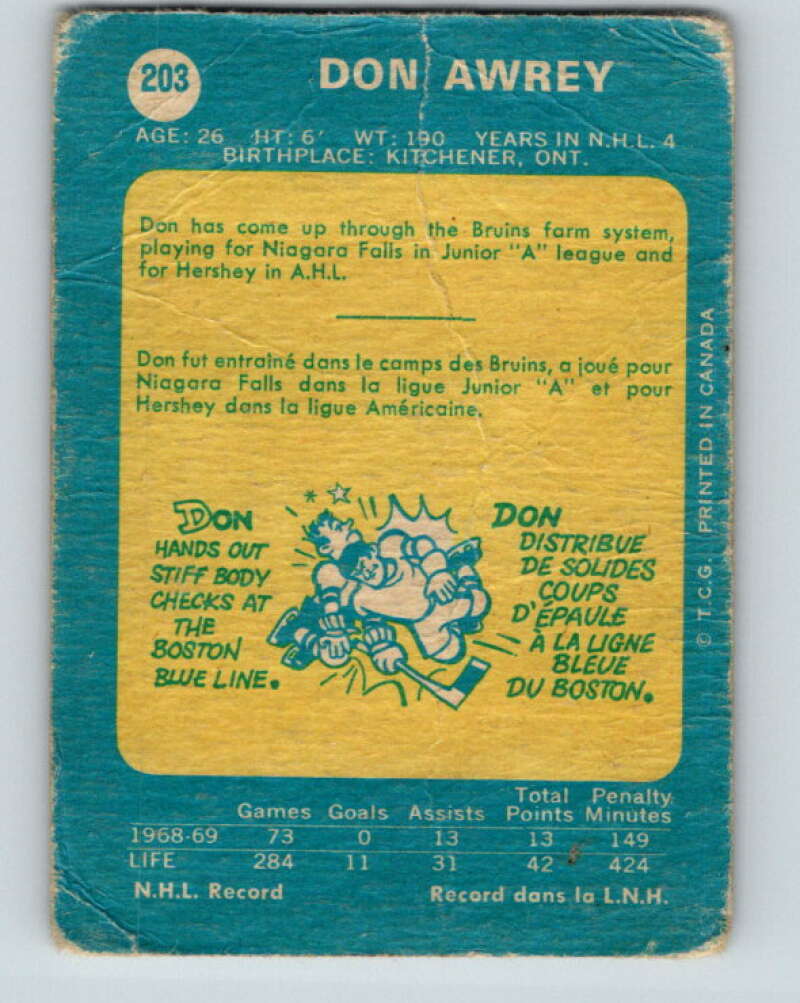 203
DON AWREY
AGE: 26 HT: 6' WT: 190 YEARS IN N.H.L. 4
BIRTHPLACE: KITCHENER, ONT.
Don has come up through the Bruins farm system,
playing for Niagara Falls in Junior "A" league and
for Hershey in A.H.L.
Don fut entraîné dans le camps des Bruins, a joué pour
Niagara Falls dans la ligue Junior "A" et pour
Hershey dans la ligue Américaine.
DON
HANDS OUT
STIFF BODY
CHECKS AT
THE
BOSTON
BLUE LINE.
DON
DISTRIBUE
DE SOLIDES
COUPS
D'ÉPAULE
À LA LIGNE
BLEUE
DU BOSTON.
© T.C.G. PRINTED IN CANADA
Total Penalty
Games Goals Assists Points Minutes
1968-69 73 0 13 13 149
LIFE 284 11 31 42 424
N.H.L. Record Record dans la L.N.H.